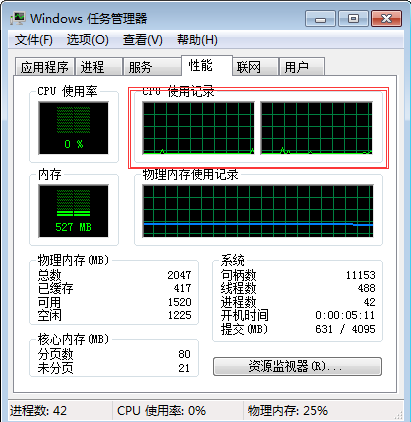 Windows 任务管理器
文件(F) 选项(O) 查看(V) 帮助(H)
应用程序 进程 服务 性能 联网 用户
CPU 使用率 CPU 使用记录
0 %
内存 物理内存使用记录
527 MB
物理内存(MB) 系统
总数 2047 句柄数 11153
已缓存 417 线程数 488
可用 1520 进程数 42
空闲 1225 开机时间 0:00:05:11
提交(MB) 631 / 4095
核心内存(MB)
分页数 80
未分页 21
资源监视器(R)...
进程数: 42 CPU 使用率: 0% 物理内存: 25%